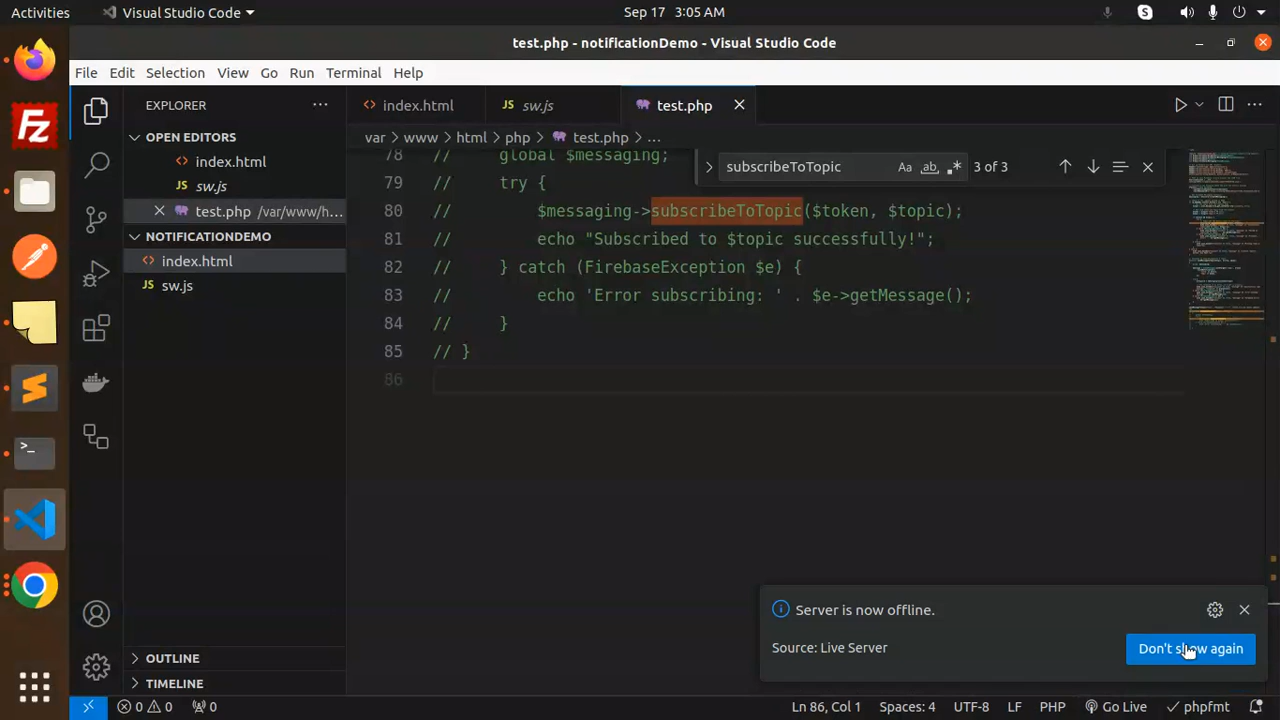 Activities
Visual Studio Code
Sep 17 3:05 AM
test.php - notificationDemo - Visual Studio Code
File Edit Selection View Go Run Terminal Help
EXPLORER
index.html
sw.js
test.php
OPEN EDITORS
var > www > html > php > test.php > ...
index.html
sw.js
test.php /var/www/h...
NOTIFICATIONDEMO
index.html
sw.js
subscribeToTopic
Aa ab .*
3 of 3
78 // global $messaging;
79 // try {
80 // $messaging->subscribeToTopic($token, $topic);
81 // echo "Subscribed to $topic successfully!";
82 // } catch (FirebaseException $e) {
83 // echo 'Error subscribing: ' . $e->getMessage();
84 // }
85 // }
86
Server is now offline.
Source: Live Server
Don't show again
OUTLINE
TIMELINE
0 0 0
Ln 86, Col 1 Spaces: 4 UTF-8 LF PHP Go Live phpfmt